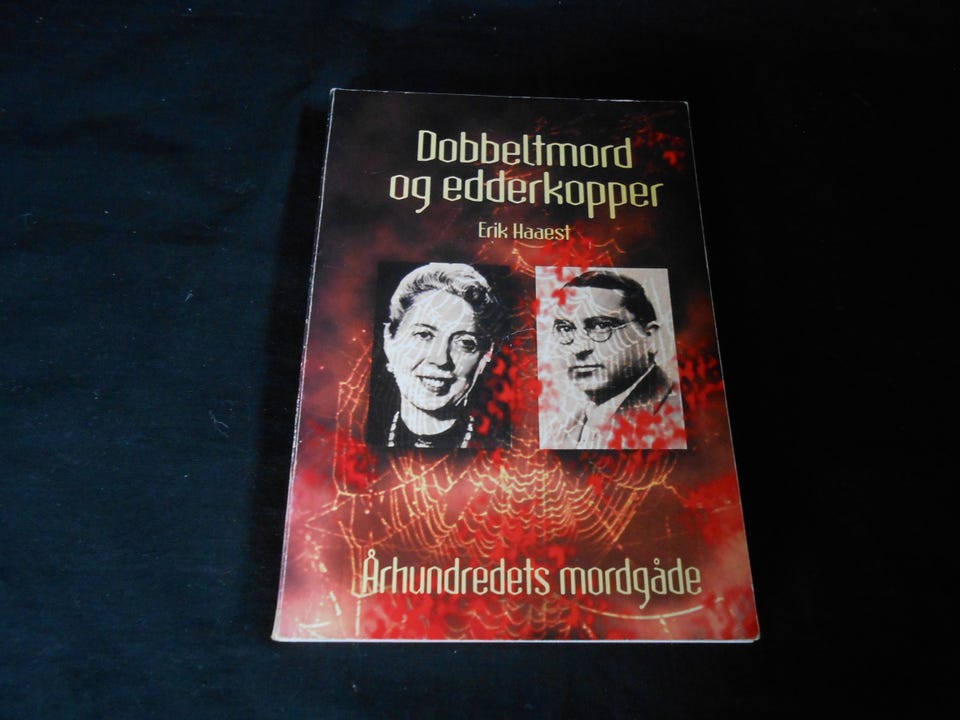 Dobbeltmord
og edderkopper
Erik Haaest
Århundredets mordgåde